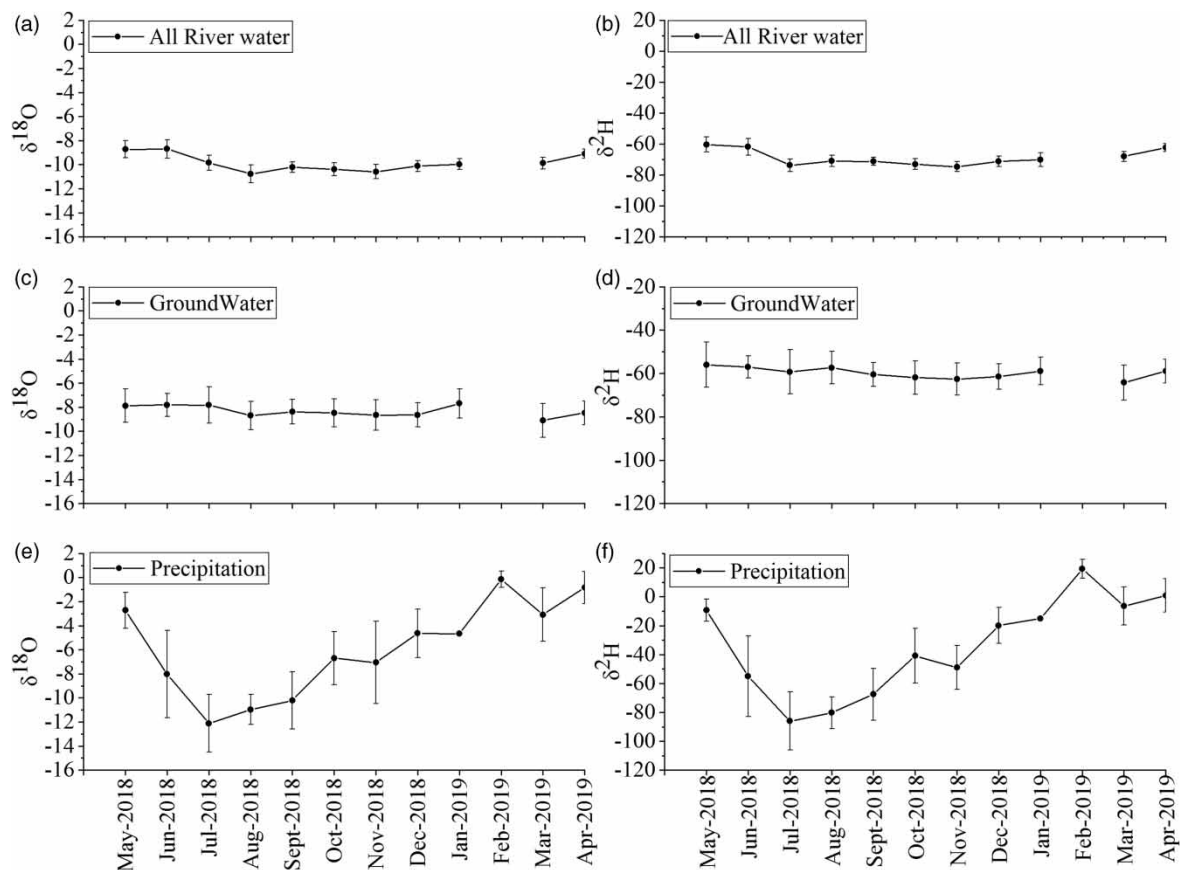 (a)
All River water
2
0
-2
-4
-6
-8
-10
-12
-14
-16
δ¹⁸O
(b)
All River water
20
0
-20
-40
-60
-80
-100
-120
δ²H
(c)
GroundWater
2
0
-2
-4
-6
-8
-10
-12
-14
-16
δ¹⁸O
(d)
GroundWater
-20
-40
-60
-80
-100
-120
δ²H
(e)
Precipitation
2
0
-2
-4
-6
-8
-10
-12
-14
-16
δ¹⁸O
May-2018
Jun-2018
Jul-2018
Aug-2018
Sept-2018
Oct-2018
Nov-2018
Dec-2018
Jan-2019
Feb-2019
Mar-2019
Apr-2019
(f)
Precipitation
20
0
-20
-40
-60
-80
-100
-120
δ²H
May-2018
Jun-2018
Jul-2018
Aug-2018
Sept-2018
Oct-2018
Nov-2018
Dec-2018
Jan-2019
Feb-2019
Mar-2019
Apr-2019